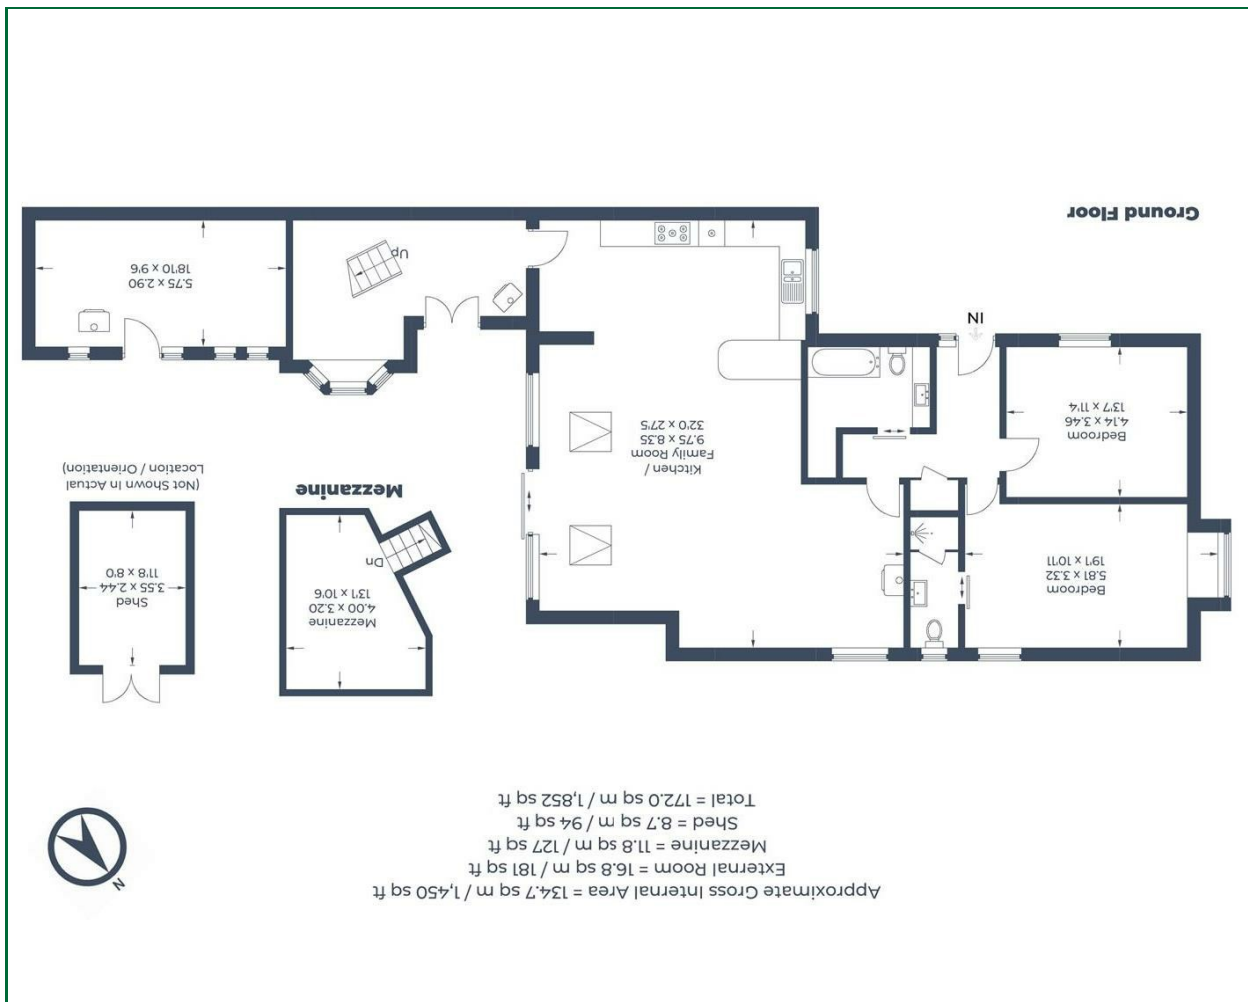 Approximate Gross Internal Area = 134.7 sq m / 1,450 sq ft
External Room = 16.8 sq m / 181 sq ft
Mezzanine = 11.8 sq m / 127 sq ft
Shed = 8.7 sq m / 94 sq ft
Total = 172.0 sq m / 1,852 sq ft
N
Bedroom
5.81 x 3.32
19'1 x 10'11
Bedroom
4.14 x 3.46
13'7 x 11'4
IN
Kitchen /
Family Room
9.75 x 8.35
32'0 x 27'5
Up
5.75 x 2.90
18'10 x 9'6
Ground Floor
Mezzanine
4.00 x 3.20
13'1 x 10'6
Dn
Mezzanine
Shed
3.55 x 2.44
11'8 x 8'0
(Not Shown In Actual
Location / Orientation)